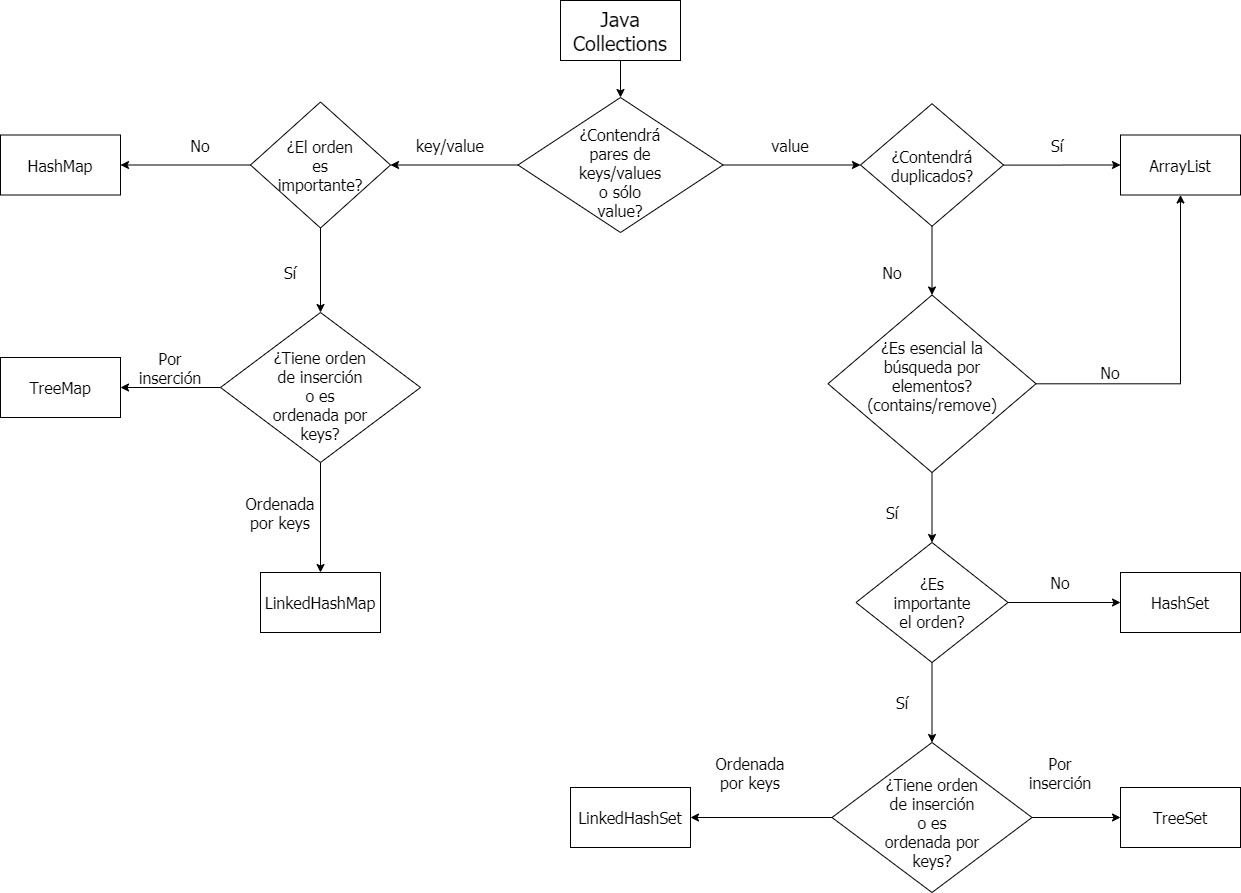 Java
Collections
¿Contendrá
pares de
keys/values
o sólo
value?
key/value
value
¿El orden
es
importante?
No
HashMap
Sí
¿Tiene orden
de inserción
o es
ordenada por
keys?
Por
inserción
TreeMap
Ordenada
por keys
LinkedHashMap
¿Contendrá
duplicados?
Sí
ArrayList
No
¿Es esencial la
búsqueda por
elementos?
(contains/remove)
No
Sí
¿Es
importante
el orden?
No
HashSet
Sí
¿Tiene orden
de inserción
o es
ordenada por
keys?
Ordenada
por keys
LinkedHashSet
Por
inserción
TreeSet